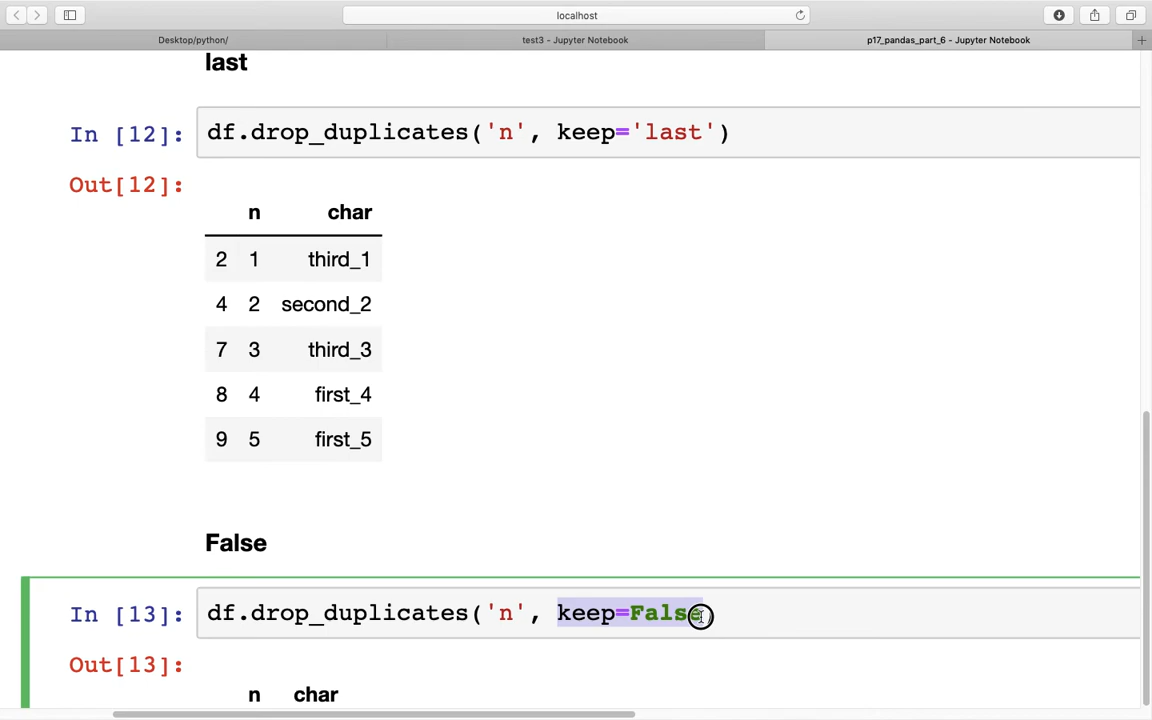 localhost
Desktop/python/
test3 - Jupyter Notebook
p17_pandas_part_6 - Jupyter Notebook
last
In [12]: df.drop_duplicates('n', keep='last')
Out[12]:
n char
2 1 third_1
4 2 second_2
7 3 third_3
8 4 first_4
9 5 first_5
False
In [13]: df.drop_duplicates('n', keep=False)
Out[13]:
n char